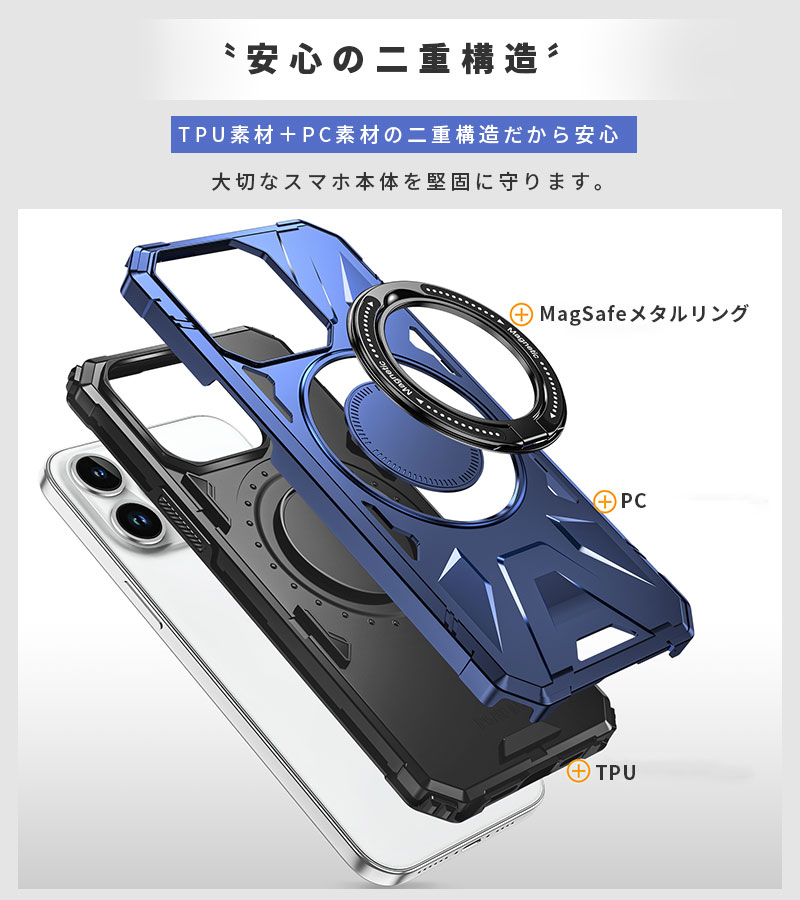 〝安心の二重構造〞
TPU素材＋PC素材の二重構造だから安心
大切なスマホ本体を堅固に守ります。
MagSafeメタルリング
Magnetic
Magnetic
PC
TPU